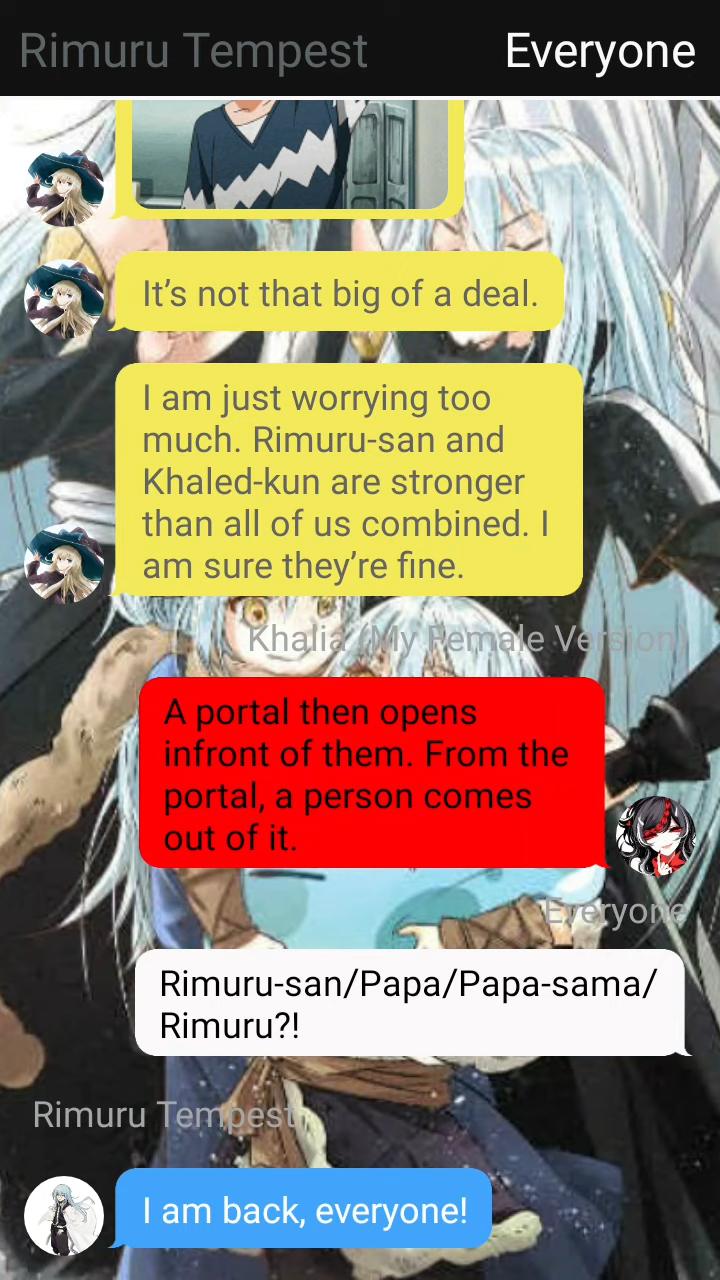 Rimuru Tempest
Everyone
It’s not that big of a deal.
I am just worrying too
much. Rimuru-san and
Khaled-kun are stronger
than all of us combined. I
am sure they’re fine.
Khalia (My Female Version)
A portal then opens
infront of them. From the
portal, a person comes
out of it.
Everyone
Rimuru-san/Papa/Papa-sama/
Rimuru?!
Rimuru Tempest
I am back, everyone!